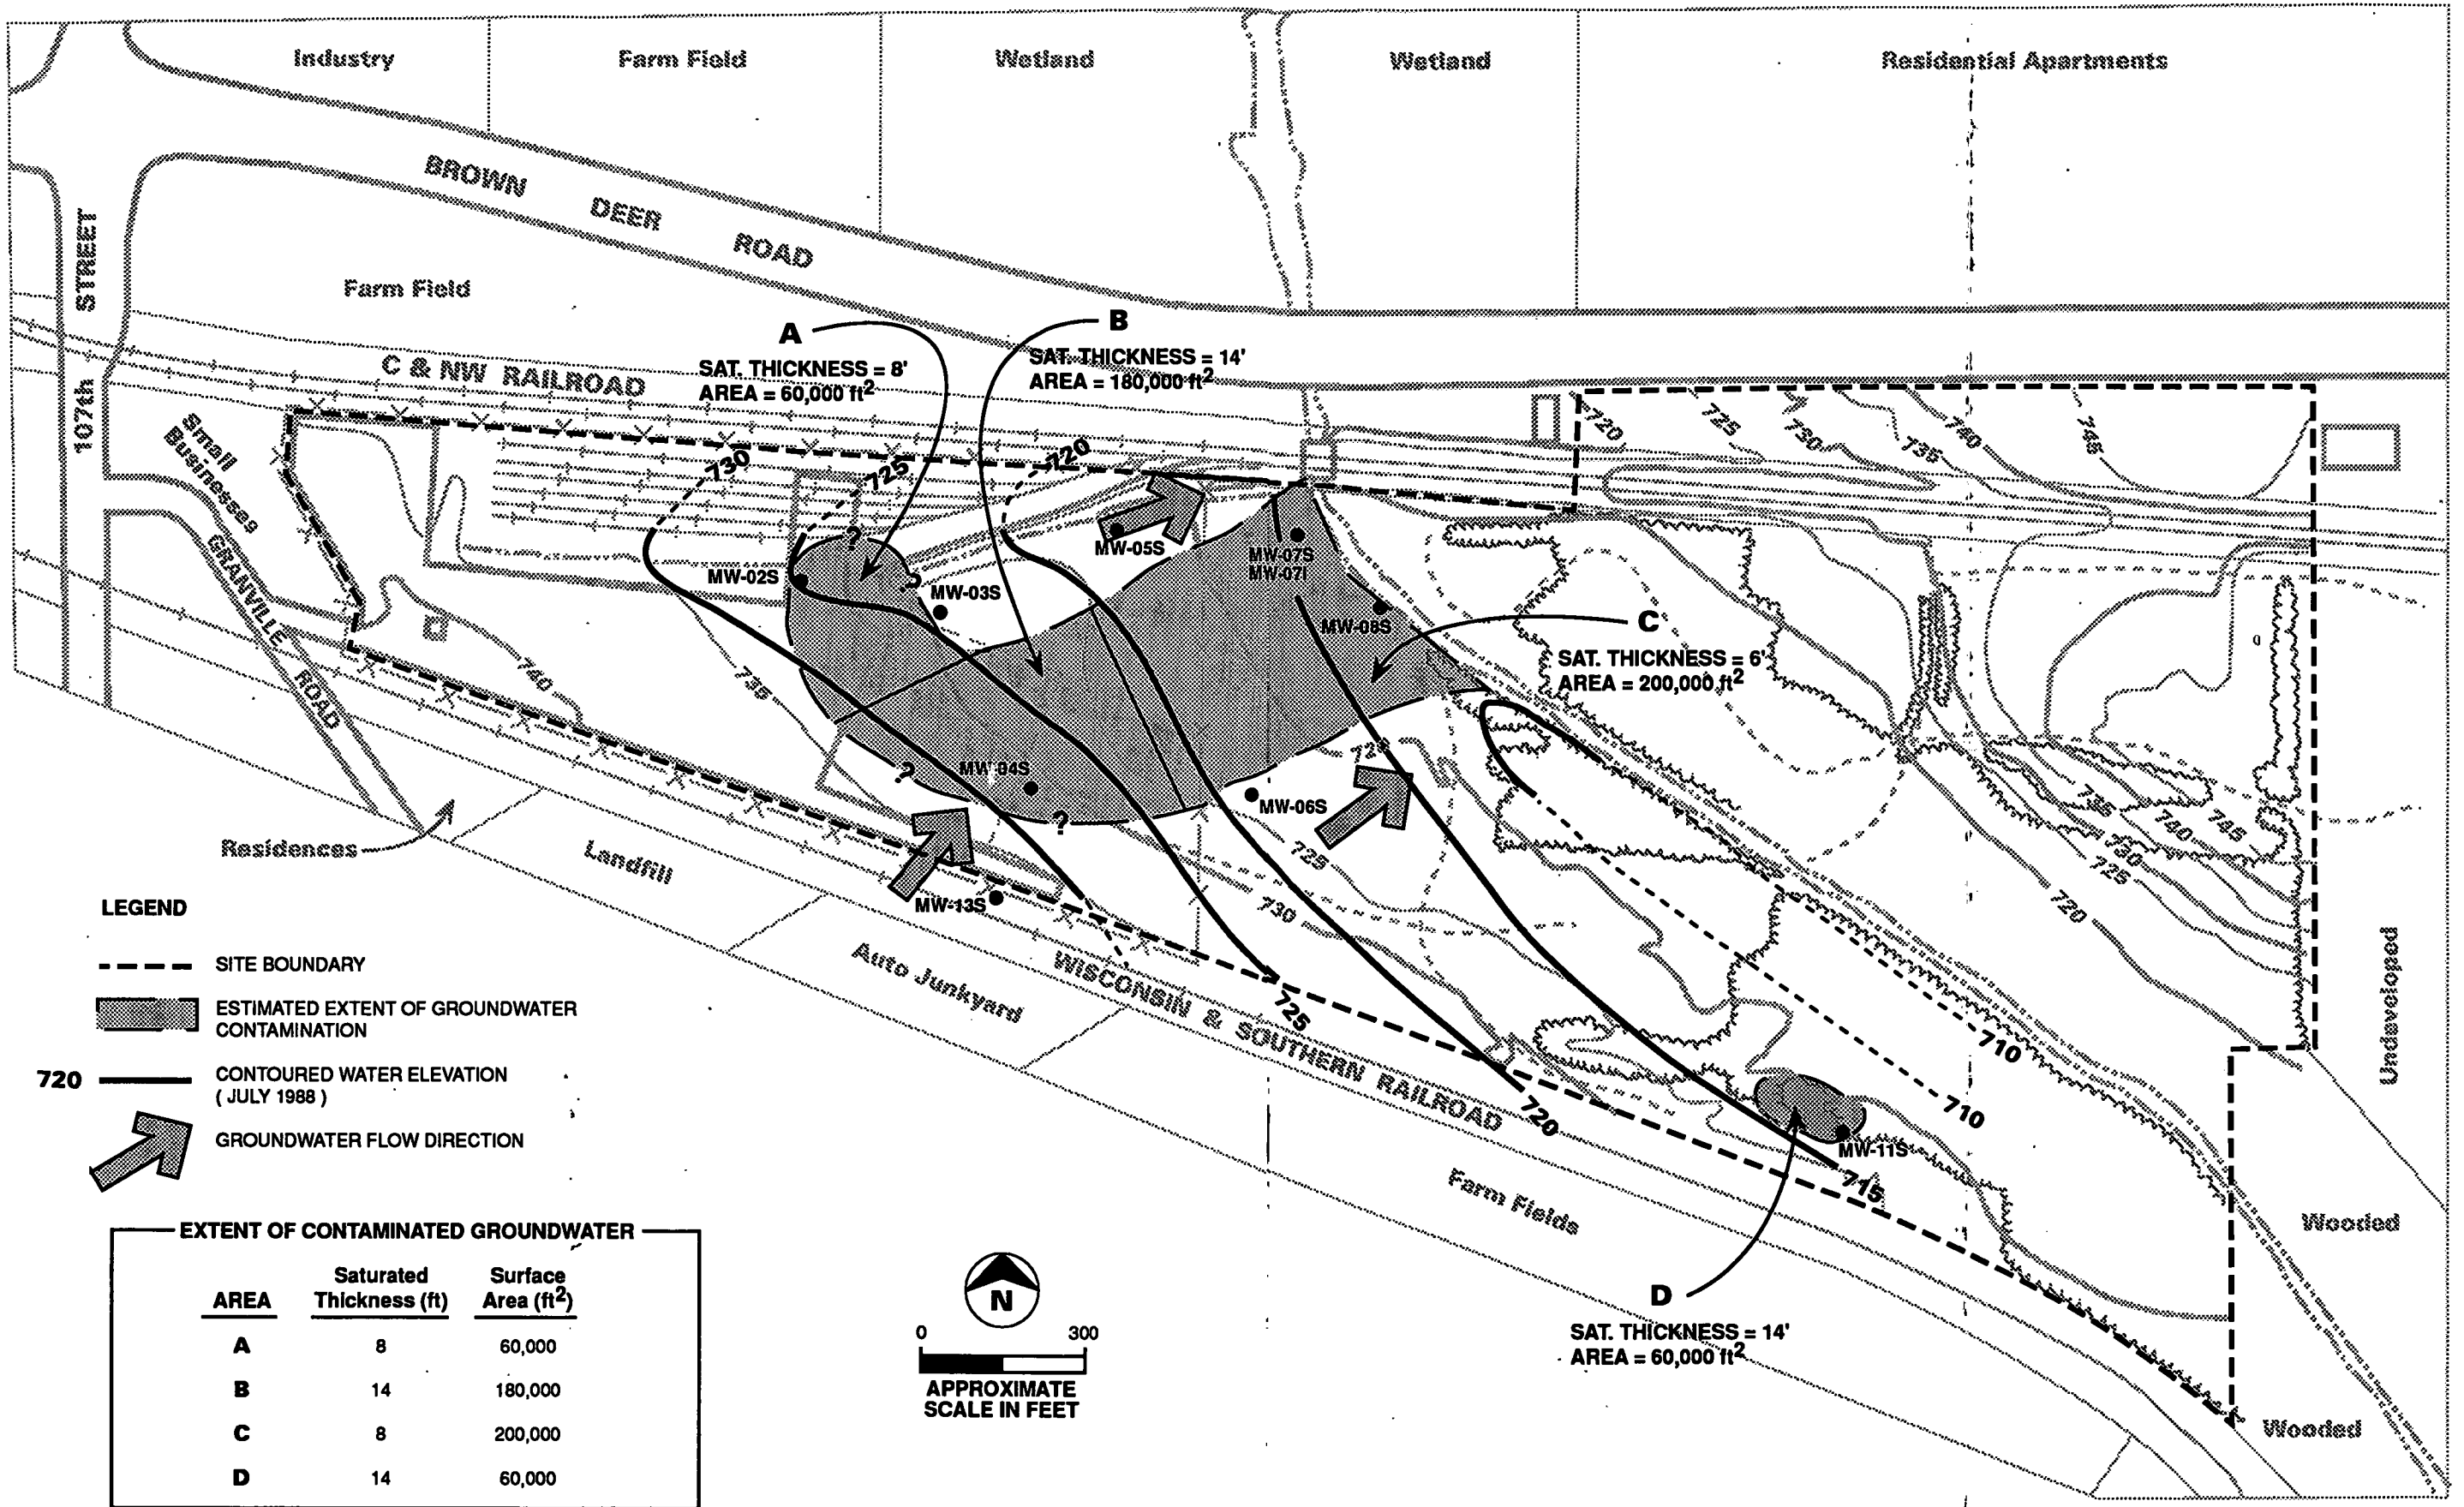 Industry
Farm Field
Wetland
Wetland
Residential Apartments
BROWN DEER ROAD
107th STREET
Farm Field
A
SAT. THICKNESS = 8'
AREA = 60,000 ft2
B
SAT. THICKNESS = 14'
AREA = 180,000 ft2
C & NW RAILROAD
Small
Businesses
730
725
720
720
725
730
735
740
745
MW-05S
MW-07S
MW-07I
MW-02S
MW-03S
MW-08S
C
SAT. THICKNESS = 6'
AREA = 200,000 ft2
GRANVILLE ROAD
740
735
?
?
?
?
MW-04S
MW-06S
725
730
735
740
745
730
725
720
Residences
Landfill
MW-13S
Auto Junkyard
WISCONSIN & SOUTHERN RAILROAD
725
720
710
710
715
MW-11S
Undeveloped
Farm Fields
Wooded
Wooded
D
SAT. THICKNESS = 14'
AREA = 60,000 ft2
LEGEND
SITE BOUNDARY
ESTIMATED EXTENT OF GROUNDWATER
CONTAMINATION
720
CONTOURED WATER ELEVATION
( JULY 1988 )
GROUNDWATER FLOW DIRECTION
EXTENT OF CONTAMINATED GROUNDWATER
AREA Saturated Thickness (ft) Surface Area (ft2)
A 8 60,000
B 14 180,000
C 8 200,000
D 14 60,000
N
0 300
APPROXIMATE
SCALE IN FEET